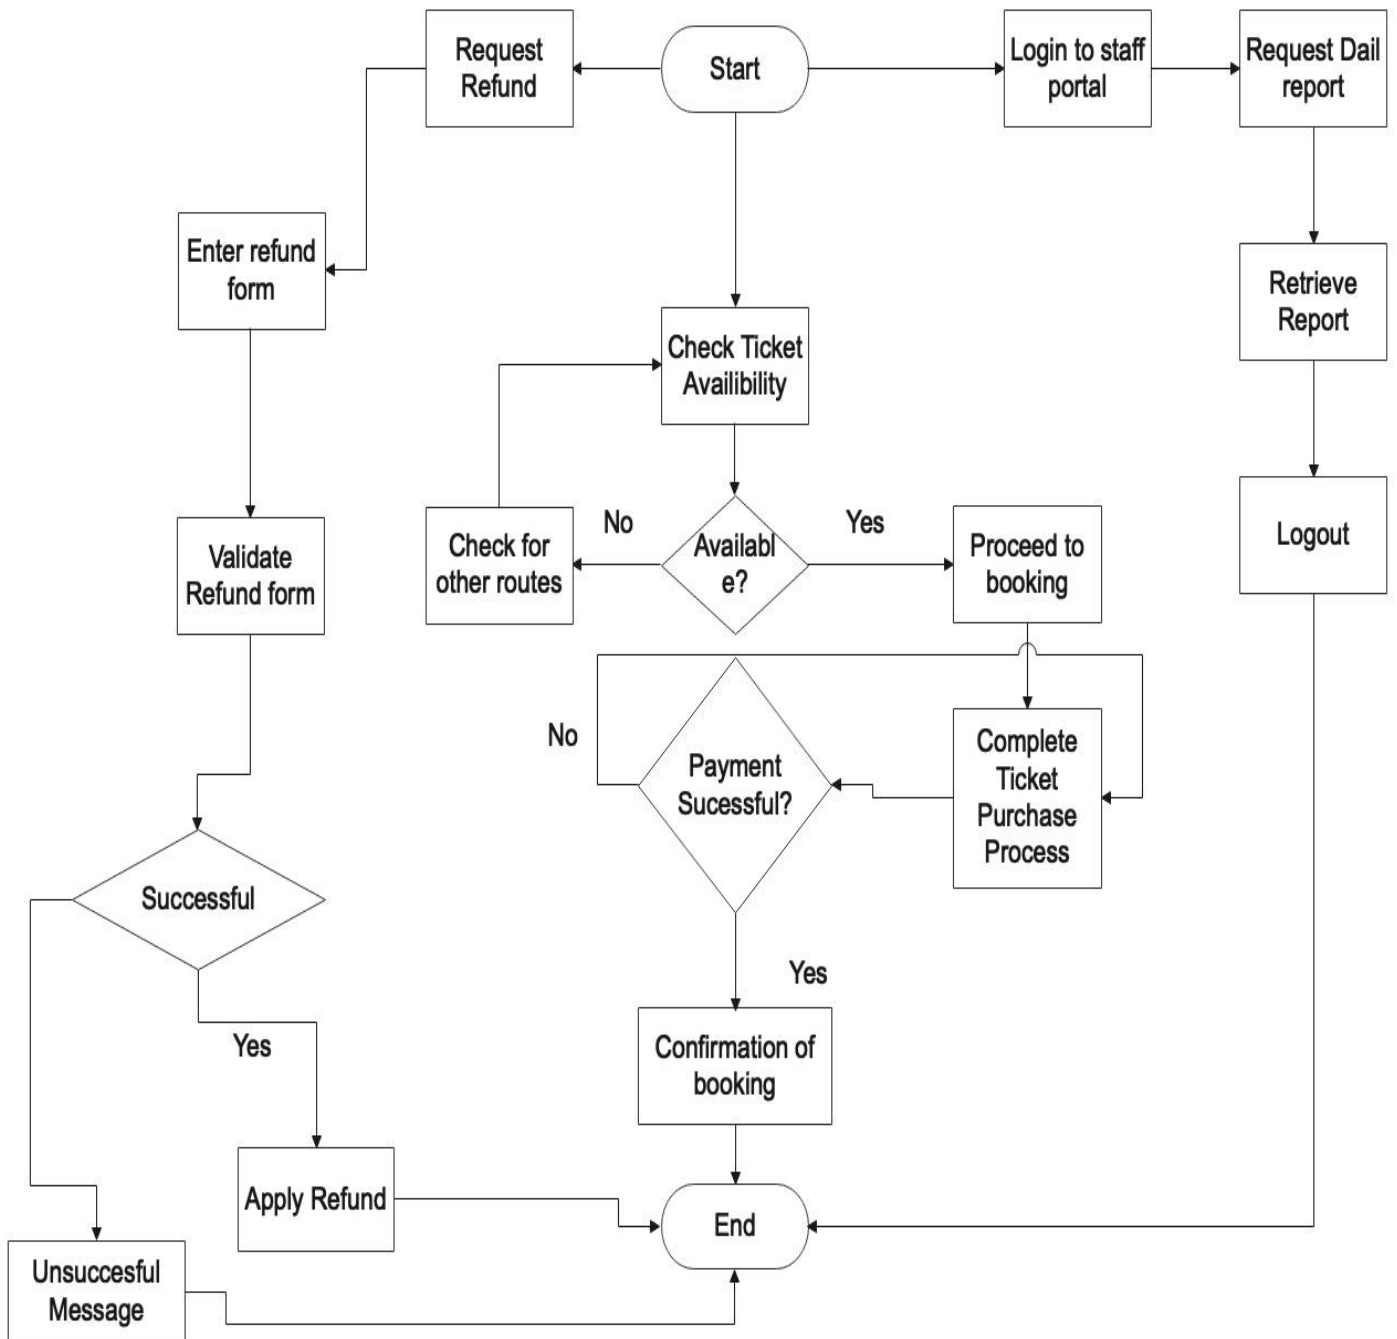 Request
Refund
Start
Login to staff
portal
Request Dail
report
Enter refund
form
Retrieve
Report
Check Ticket
Availibility
Validate
Refund form
Check for
other routes
No
Availabl
e?
Yes
Proceed to
booking
Logout
No
Payment
Sucessful?
Complete
Ticket
Purchase
Process
Successful
Yes
Yes
Confirmation of
booking
Apply Refund
End
Unsuccesful
Message